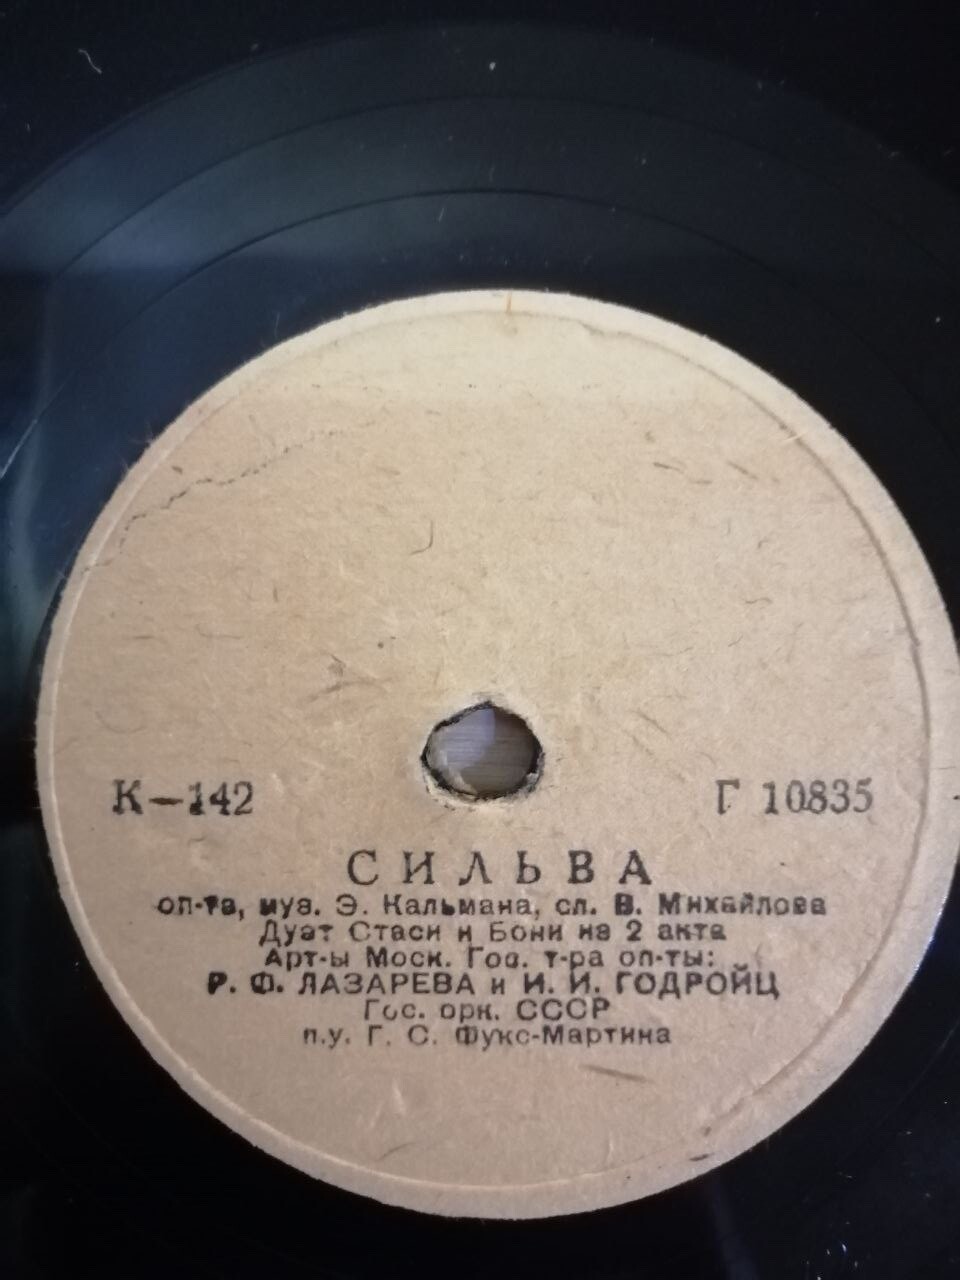 К—142 Г 10835
СИЛЬВА
оп-та, муз. Э. Кальмана, сл. В. Михайлова
Дуэт Стаси и Бони из 2 акта
Арт-ы Моск. Гос. т-ра оп-ты:
Р. Ф. ЛАЗАРЕВА и И. И. ГОДРОЙЦ
Гос. орк. СССР
п.у. Г. С. Фукс-Мартина